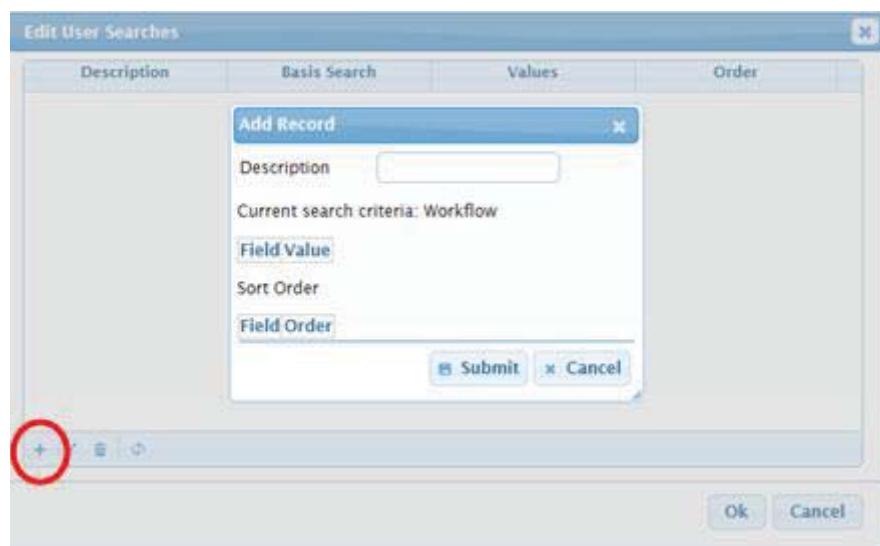 Edit User Searches
Description Basis Search Values Order
Add Record
Description
Current search criteria: Workflow
Field Value
Sort Order
Field Order
Submit Cancel
Ok Cancel